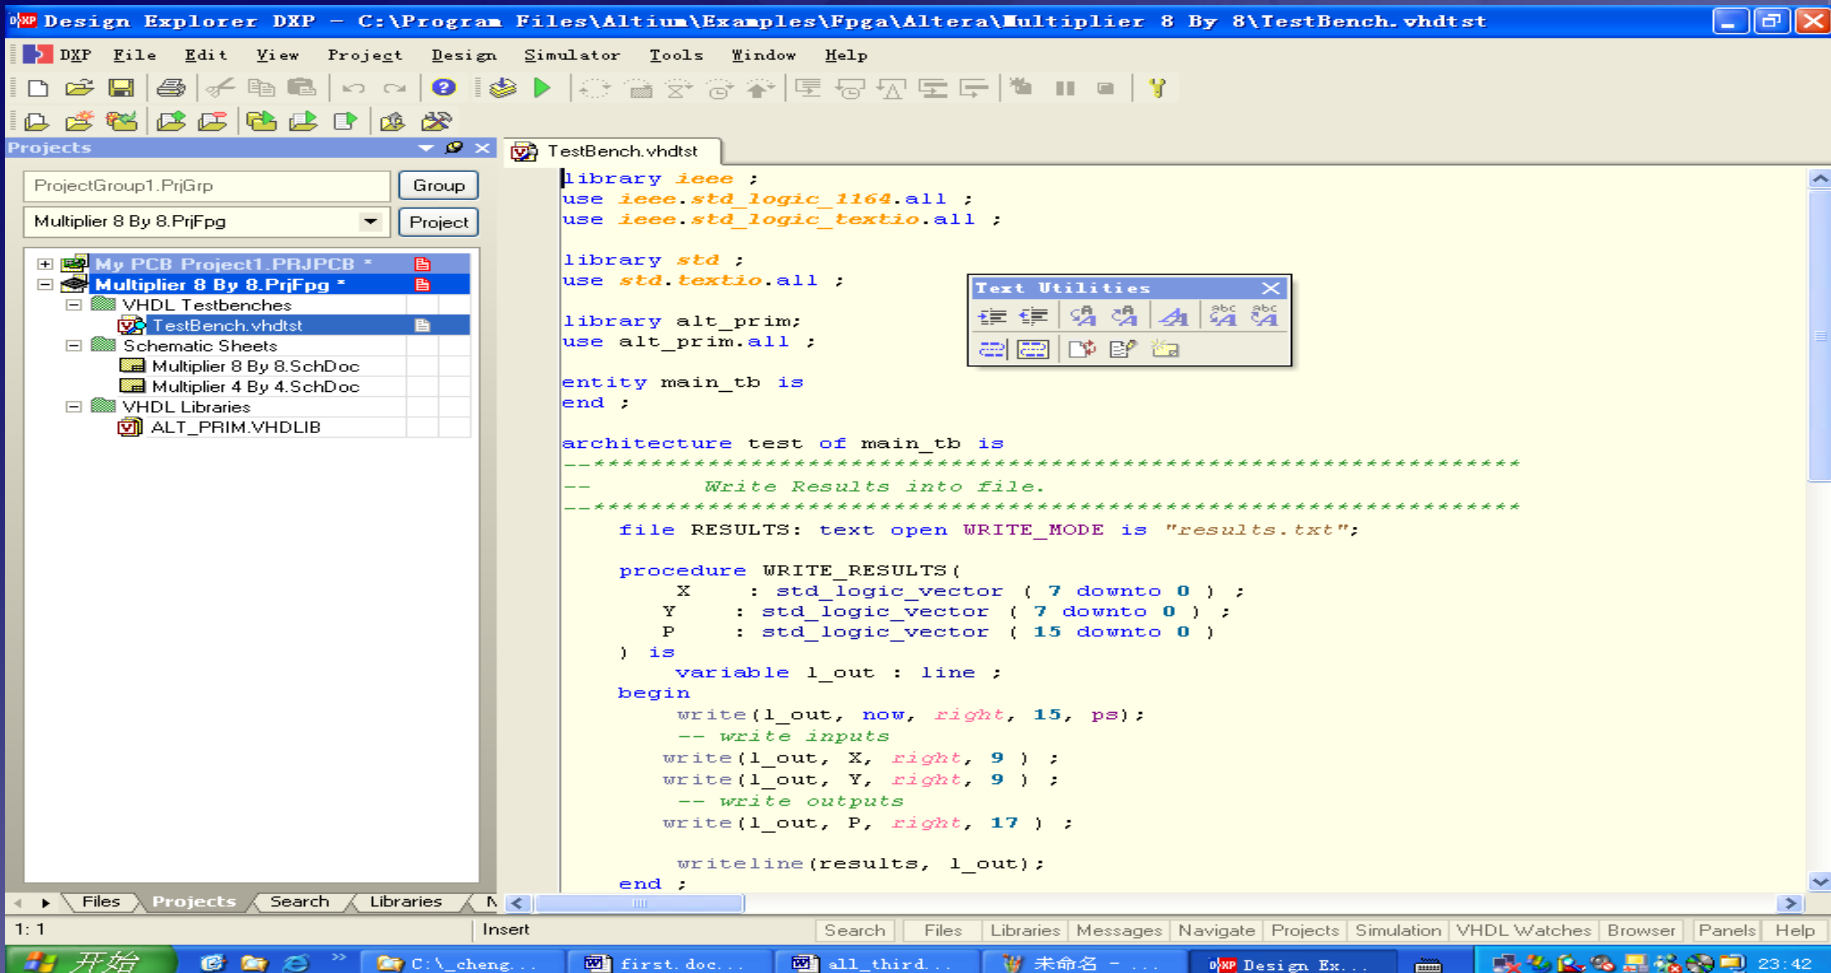 Design Explorer DXP - C:\Program Files\Altium\Examples\Fpga\Altera\Multiplier 8 By 8\TestBench.vhdtst
DXP File Edit View Project Design Simulator Tools Window Help
Projects
TestBench.vhdtst
ProjectGroup1.PrjGrp
Group
Multiplier 8 By 8.PrjFpg
Project
My PCB Project1.PRJPCB *
Multiplier 8 By 8.PrjFpg *
VHDL Testbenches
TestBench.vhdtst
Schematic Sheets
Multiplier 8 By 8.SchDoc
Multiplier 4 By 4.SchDoc
VHDL Libraries
ALT_PRIM.VHDLIB
library ieee ;
use ieee.std_logic_1164.all ;
use ieee.std_logic_textio.all ;
library std ;
use std.textio.all ;
library alt_prim;
use alt_prim.all ;
entity main_tb is
end ;
architecture test of main_tb is
--*****************************************************************
-- Write Results into file.
--*****************************************************************
file RESULTS: text open WRITE_MODE is "results.txt";
procedure WRITE_RESULTS(
X : std_logic_vector ( 7 downto 0 ) ;
Y : std_logic_vector ( 7 downto 0 ) ;
P : std_logic_vector ( 15 downto 0 )
) is
variable l_out : line ;
begin
write(l_out, now, right, 15, ps);
-- write inputs
write(l_out, X, right, 9 ) ;
write(l_out, Y, right, 9 ) ;
-- write outputs
write(l_out, P, right, 17 ) ;
writeline(results, l_out);
end ;
Text Utilities
Files Projects Search Libraries N
1: 1 Insert
Search Files Libraries Messages Navigate Projects Simulation VHDL Watches Browser Panels Help
开始 C:\_cheng... first.doc... all_third... 未命名 - ... Design Ex... 23:42